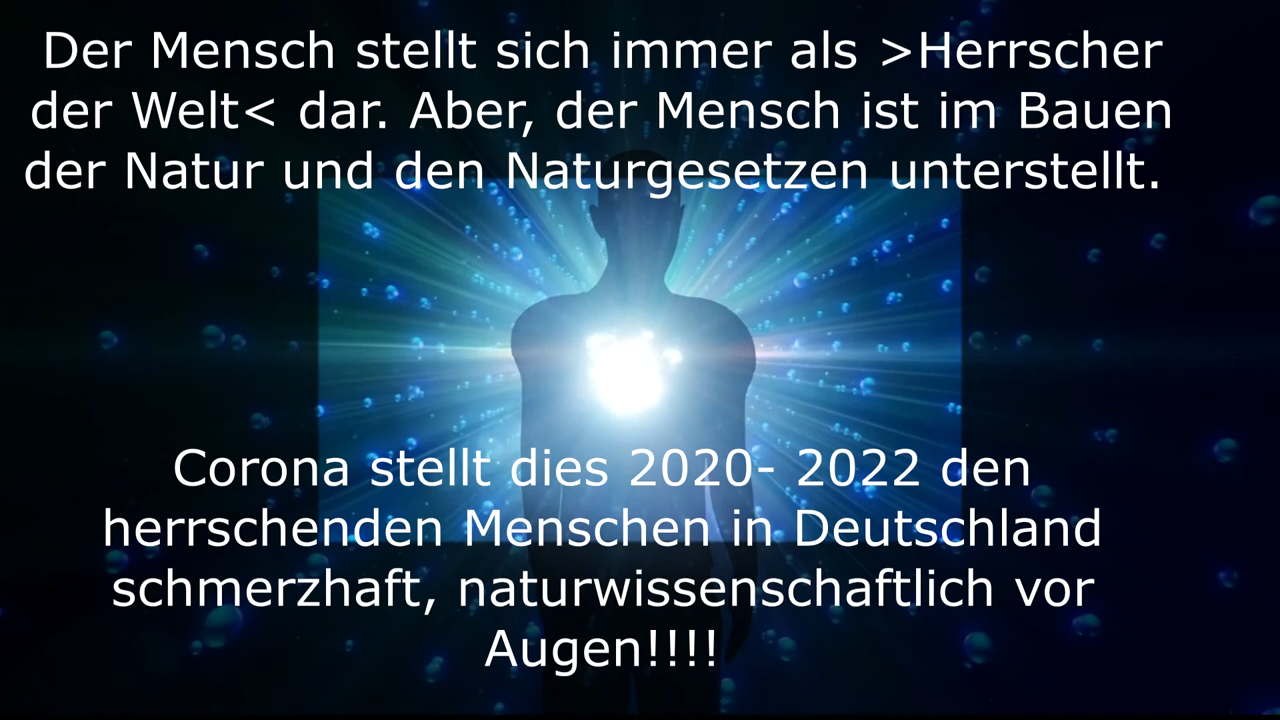 Der Mensch stellt sich immer als >Herrscher
der Welt< dar. Aber, der Mensch ist im Bauen
der Natur und den Naturgesetzen unterstellt.
Corona stellt dies 2020- 2022 den
herrschenden Menschen in Deutschland
schmerzhaft, naturwissenschaftlich vor
Augen!!!!